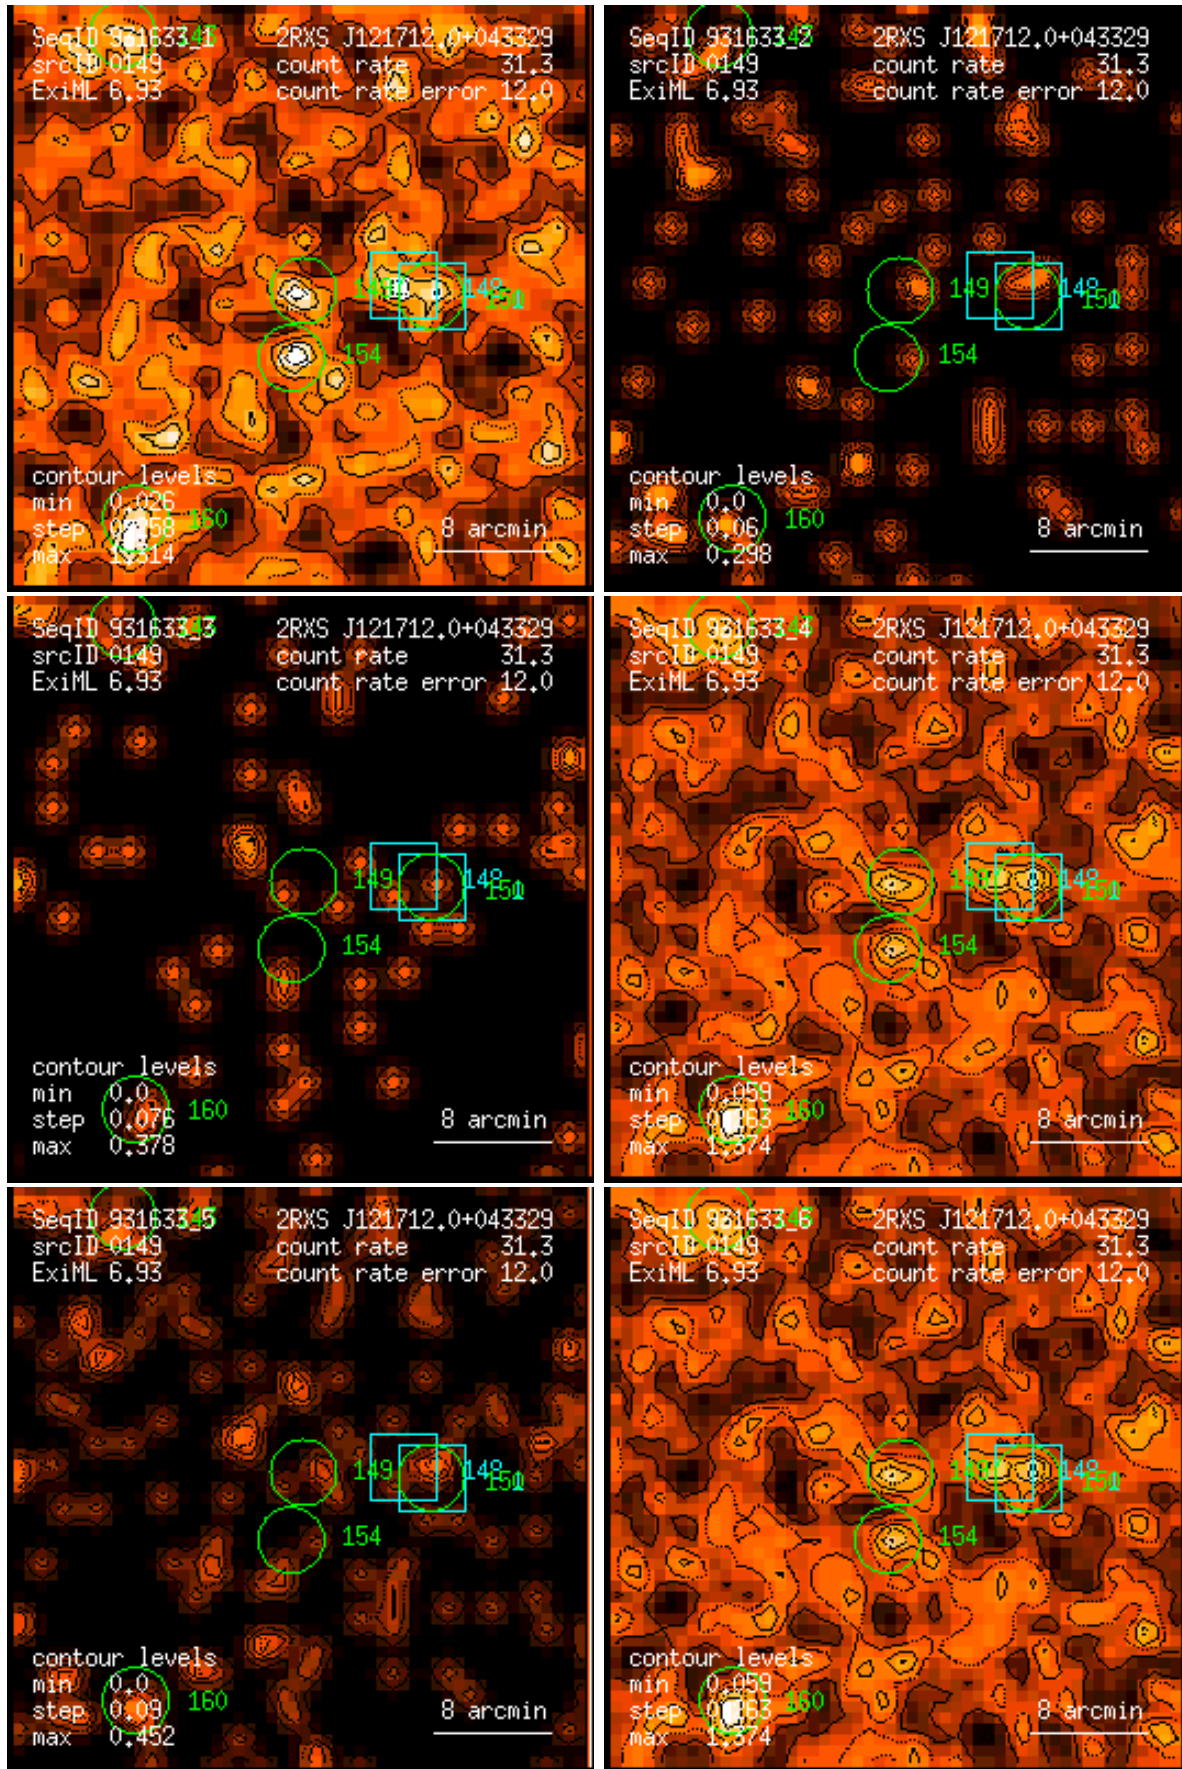 SeqID 931633_1 2RXS J121712.0+043329
srcID 0149 count rate 31.3
ExiML 6.93 count rate error 12.0
149 148
154
contour levels
min 0.026
160
step
8 arcmin
max
SeqID 931633_2 2RXS J121712.0+043329
srcID 0149 count rate 31.3
ExiML 6.93 count rate error 12.0
149 148
154
contour levels
min 0.0
160
step 0.06
8 arcmin
max 0.298
SeqID 931633_3 2RXS J121712.0+043329
srcID 0149 count rate 31.3
ExiML 6.93 count rate error 12.0
149 148
154
contour levels
min 0.0
160
step 0.076
8 arcmin
max 0.378
SeqID 931633_4 2RXS J121712.0+043329
srcID 0149 count rate 31.3
ExiML 6.93 count rate error 12.0
149 148
154
contour levels
min 0.059
160
step
8 arcmin
max 1.374
SeqID 931633_5 2RXS J121712.0+043329
srcID 0149 count rate 31.3
ExiML 6.93 count rate error 12.0
149 148
154
contour levels
min 0.0
160
step 0.09
8 arcmin
max 0.452
SeqID 931633_6 2RXS J121712.0+043329
srcID 0149 count rate 31.3
ExiML 6.93 count rate error 12.0
149 148
154
contour levels
min 0.059
160
step
8 arcmin
max 1.374